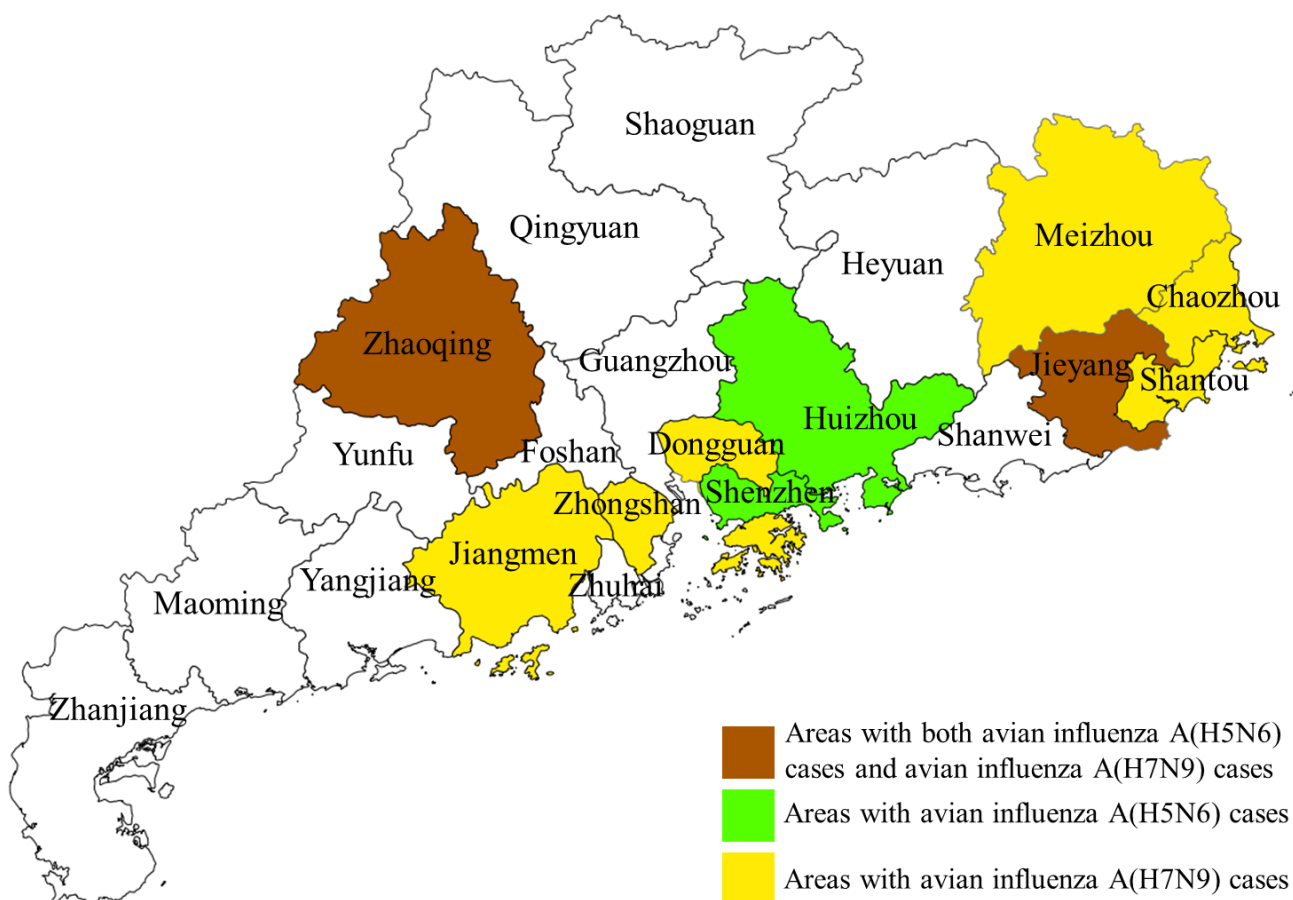 Shaoguan
Qingyuan
Meizhou
Heyuan
Chaozhou
Zhaoqing
Guangzhou
Jieyang
Shantou
Huizhou
Shanwei
Dongguan
Yunfu
Foshan
Shenzhen
Zhongshan
Jiangmen
Yangjiang
Zhuhai
Maoming
Zhanjiang
Areas with both avian influenza A(H5N6)
cases and avian influenza A(H7N9) cases
Areas with avian influenza A(H5N6) cases
Areas with avian influenza A(H7N9) cases